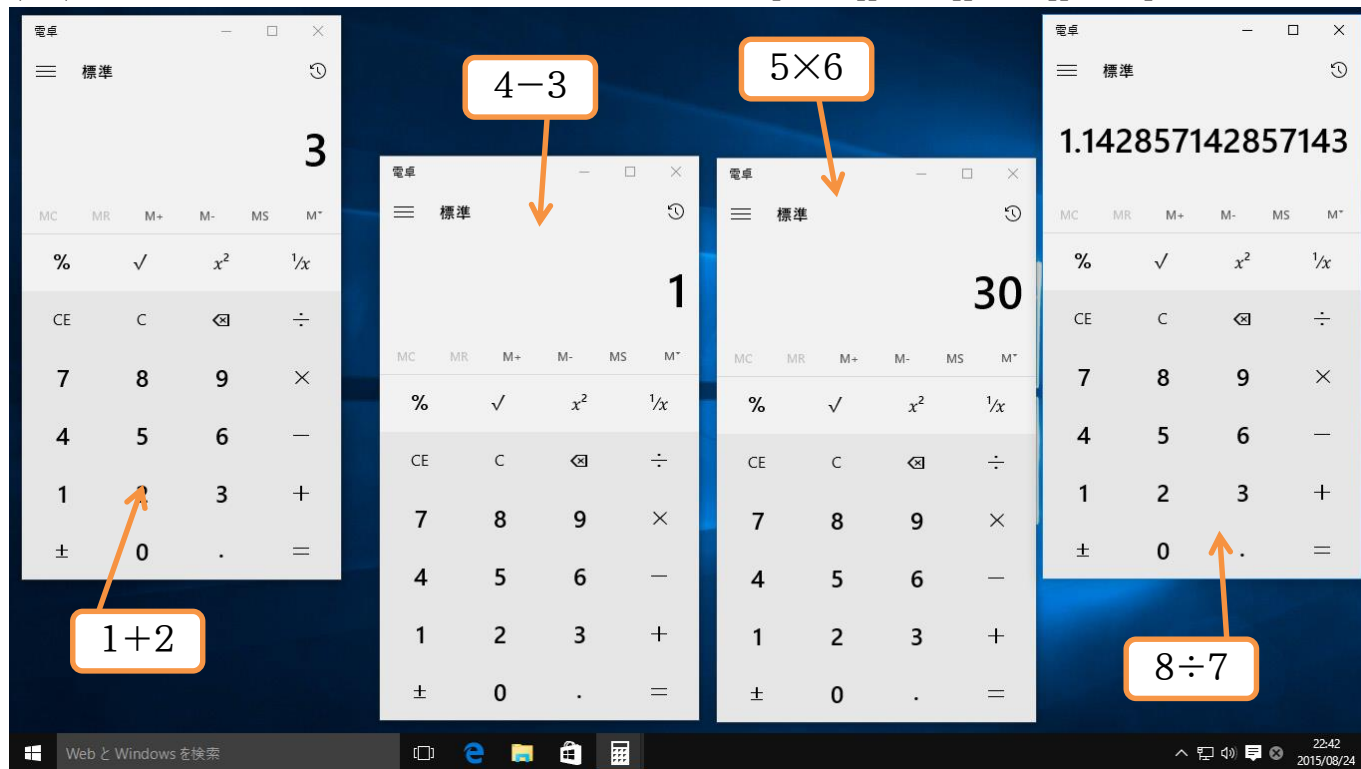 電卓
標準
3
MC MR M+ M- MS M˅
% √ x² ¹/x
CE C ÷
7 8 9 ×
4 5 6 —
1 2 3 +
± 0 . =
1+2
4-3
電卓
標準
1
MC MR M+ M- MS M˅
% √ x² ¹/x
CE C ÷
7 8 9 ×
4 5 6 —
1 2 3 +
± 0 . =
5×6
電卓
標準
30
MC MR M+ M- MS M˅
% √ x² ¹/x
CE C ÷
7 8 9 ×
4 5 6 —
1 2 3 +
± 0 . =
電卓
標準
1.142857142857143
MC MR M+ M- MS M˅
% √ x² ¹/x
CE C ÷
7 8 9 ×
4 5 6 —
1 2 3 +
± 0 . =
8÷7
Web と Windows を検索
22:42
2015/08/24